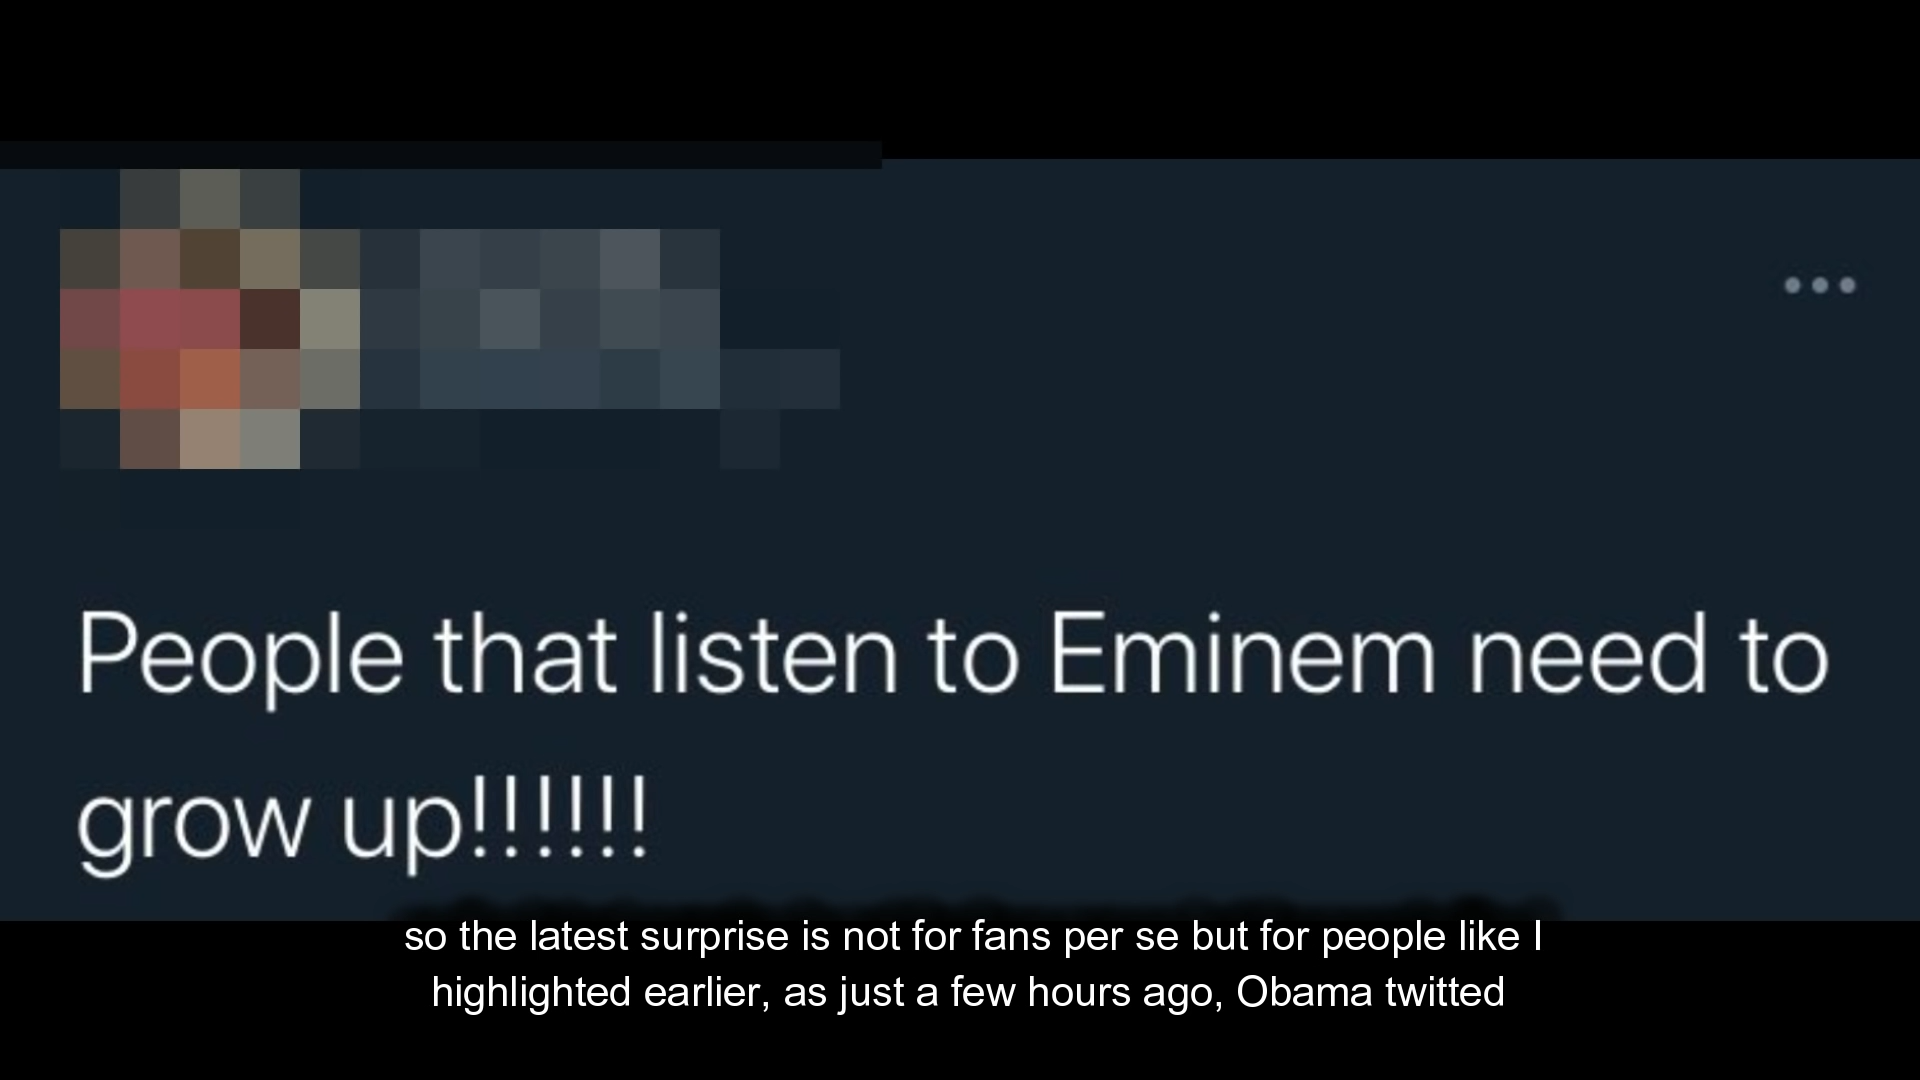 People that listen to Eminem need to
grow up!!!!!!
so the latest surprise is not for fans per se but for people like I
highlighted earlier, as just a few hours ago, Obama twitted